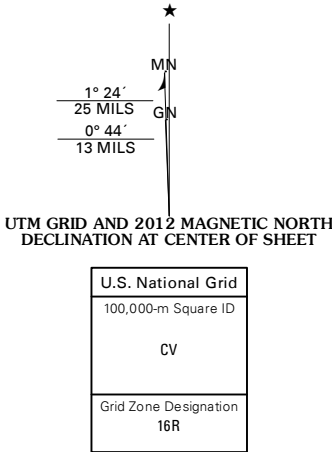 MN
1° 24´
25 MILS
GN
0° 44´
13 MILS
UTM GRID AND 2012 MAGNETIC NORTH
DECLINATION AT CENTER OF SHEET
U.S. National Grid
100,000-m Square ID
CV
Grid Zone Designation
16R